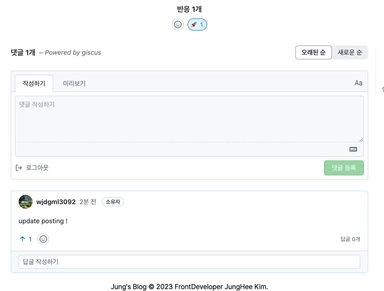 반응 1개
🚀 1
댓글 1개 – Powered by giscus
오래된 순 새로운 순
작성하기 미리보기 Aa
댓글 작성하기
로그아웃 댓글 등록
wjdgml3092 2분 전 소유자
update posting !
↑ 1 답글 0개
답글 작성하기
Jung's Blog © 2023 FrontDeveloper JungHee Kim.